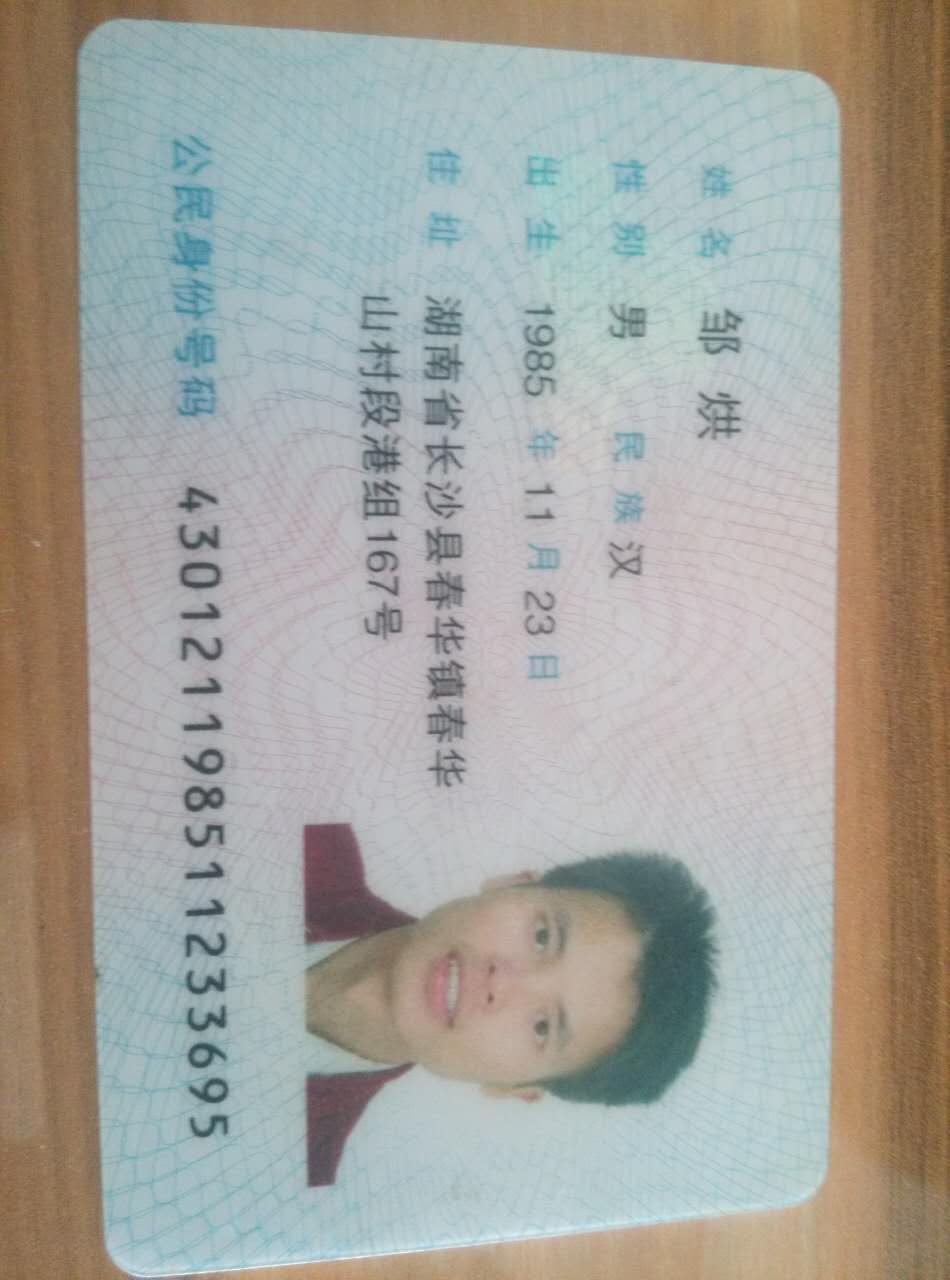 姓名 邹烘
性别 男 民族 汉
出生 1985 年 11 月 23 日
住址 湖南省长沙县春华镇春华
山村段港组167号
公民身份号码 430121198511233695